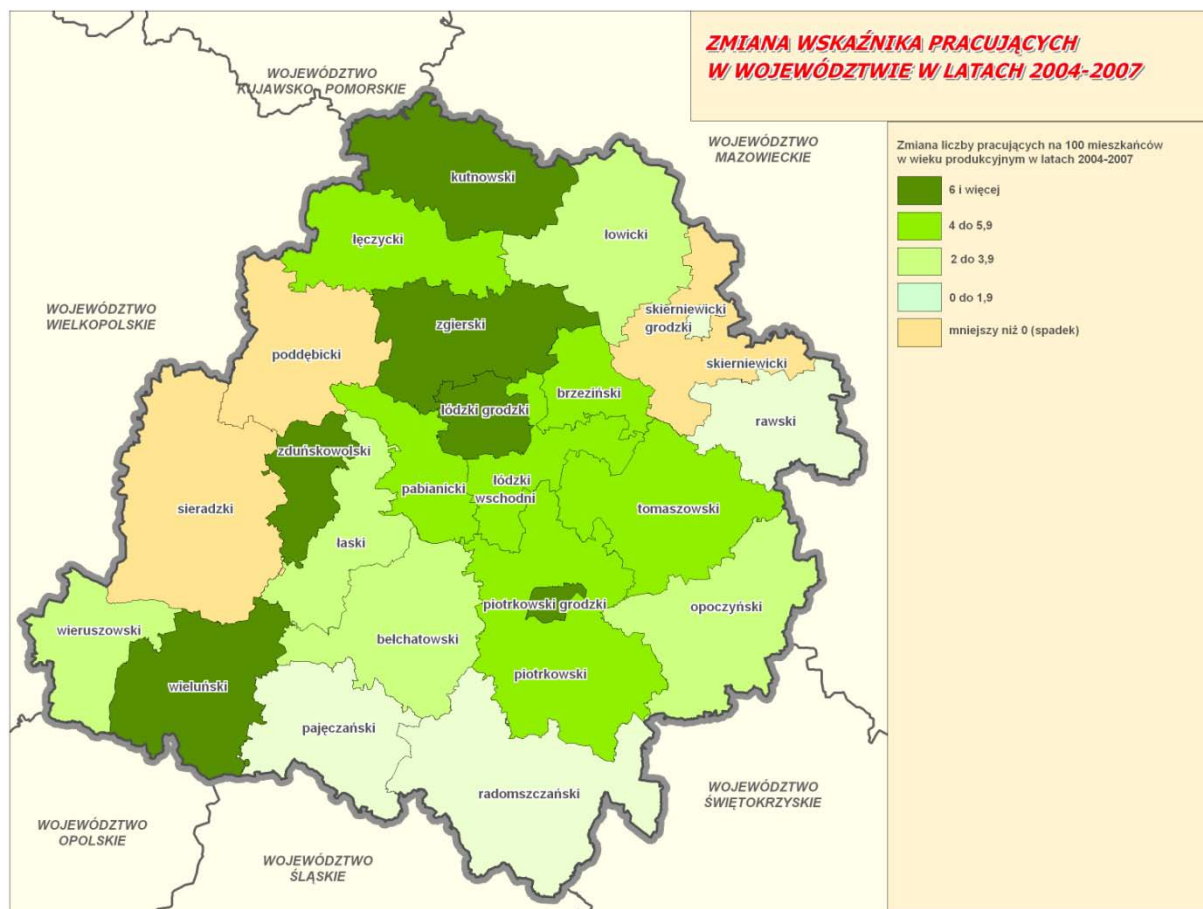 ZMIANA WSKAŹNIKA PRACUJĄCYCH
W WOJEWÓDZTWIE W LATACH 2004-2007
WOJEWÓDZTWO
KUJAWSKO - POMORSKIE
WOJEWÓDZTWO
MAZOWIECKIE
Zmiana liczby pracujących na 100 mieszkańców
w wieku produkcyjnym w latach 2004-2007
6 i więcej
4 do 5,9
2 do 3,9
0 do 1,9
mniejszy niż 0 (spadek)
kutnowski
łęczycki
łowicki
WOJEWÓDZTWO
WIELKOPOLSKIE
zgierski
skierniewicki
grodzki
poddębicki
skierniewicki
brzeziński
łódzki grodzki
rawski
zduńskowolski
pabianicki
łódzki
wschodni
sieradzki
tomaszowski
łaski
piotrkowski grodzki
opoczyński
wieruszowski
bełchatowski
wieluński
piotrkowski
pajęczański
radomszczański
WOJEWÓDZTWO
ŚWIĘTOKRZYSKIE
WOJEWÓDZTWO
OPOLSKIE
WOJEWÓDZTWO
ŚLĄSKIE